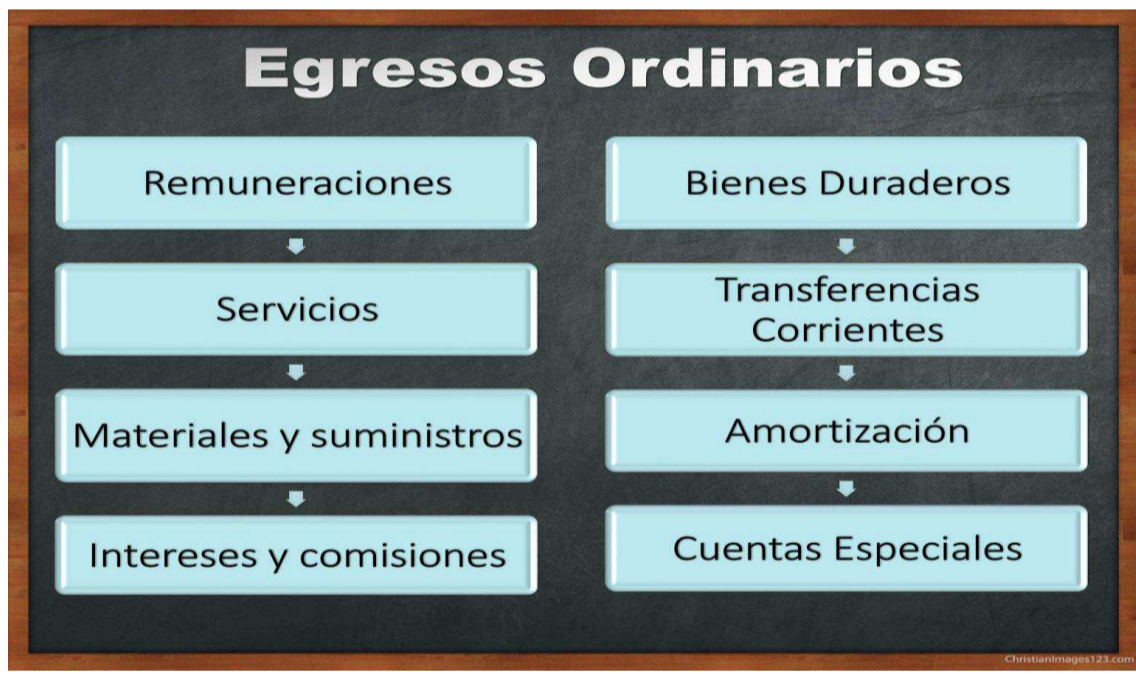 Egresos Ordinarios
Remuneraciones
Servicios
Materiales y suministros
Intereses y comisiones
Bienes Duraderos
Transferencias
Corrientes
Amortización
Cuentas Especiales
ChristianImages123.com